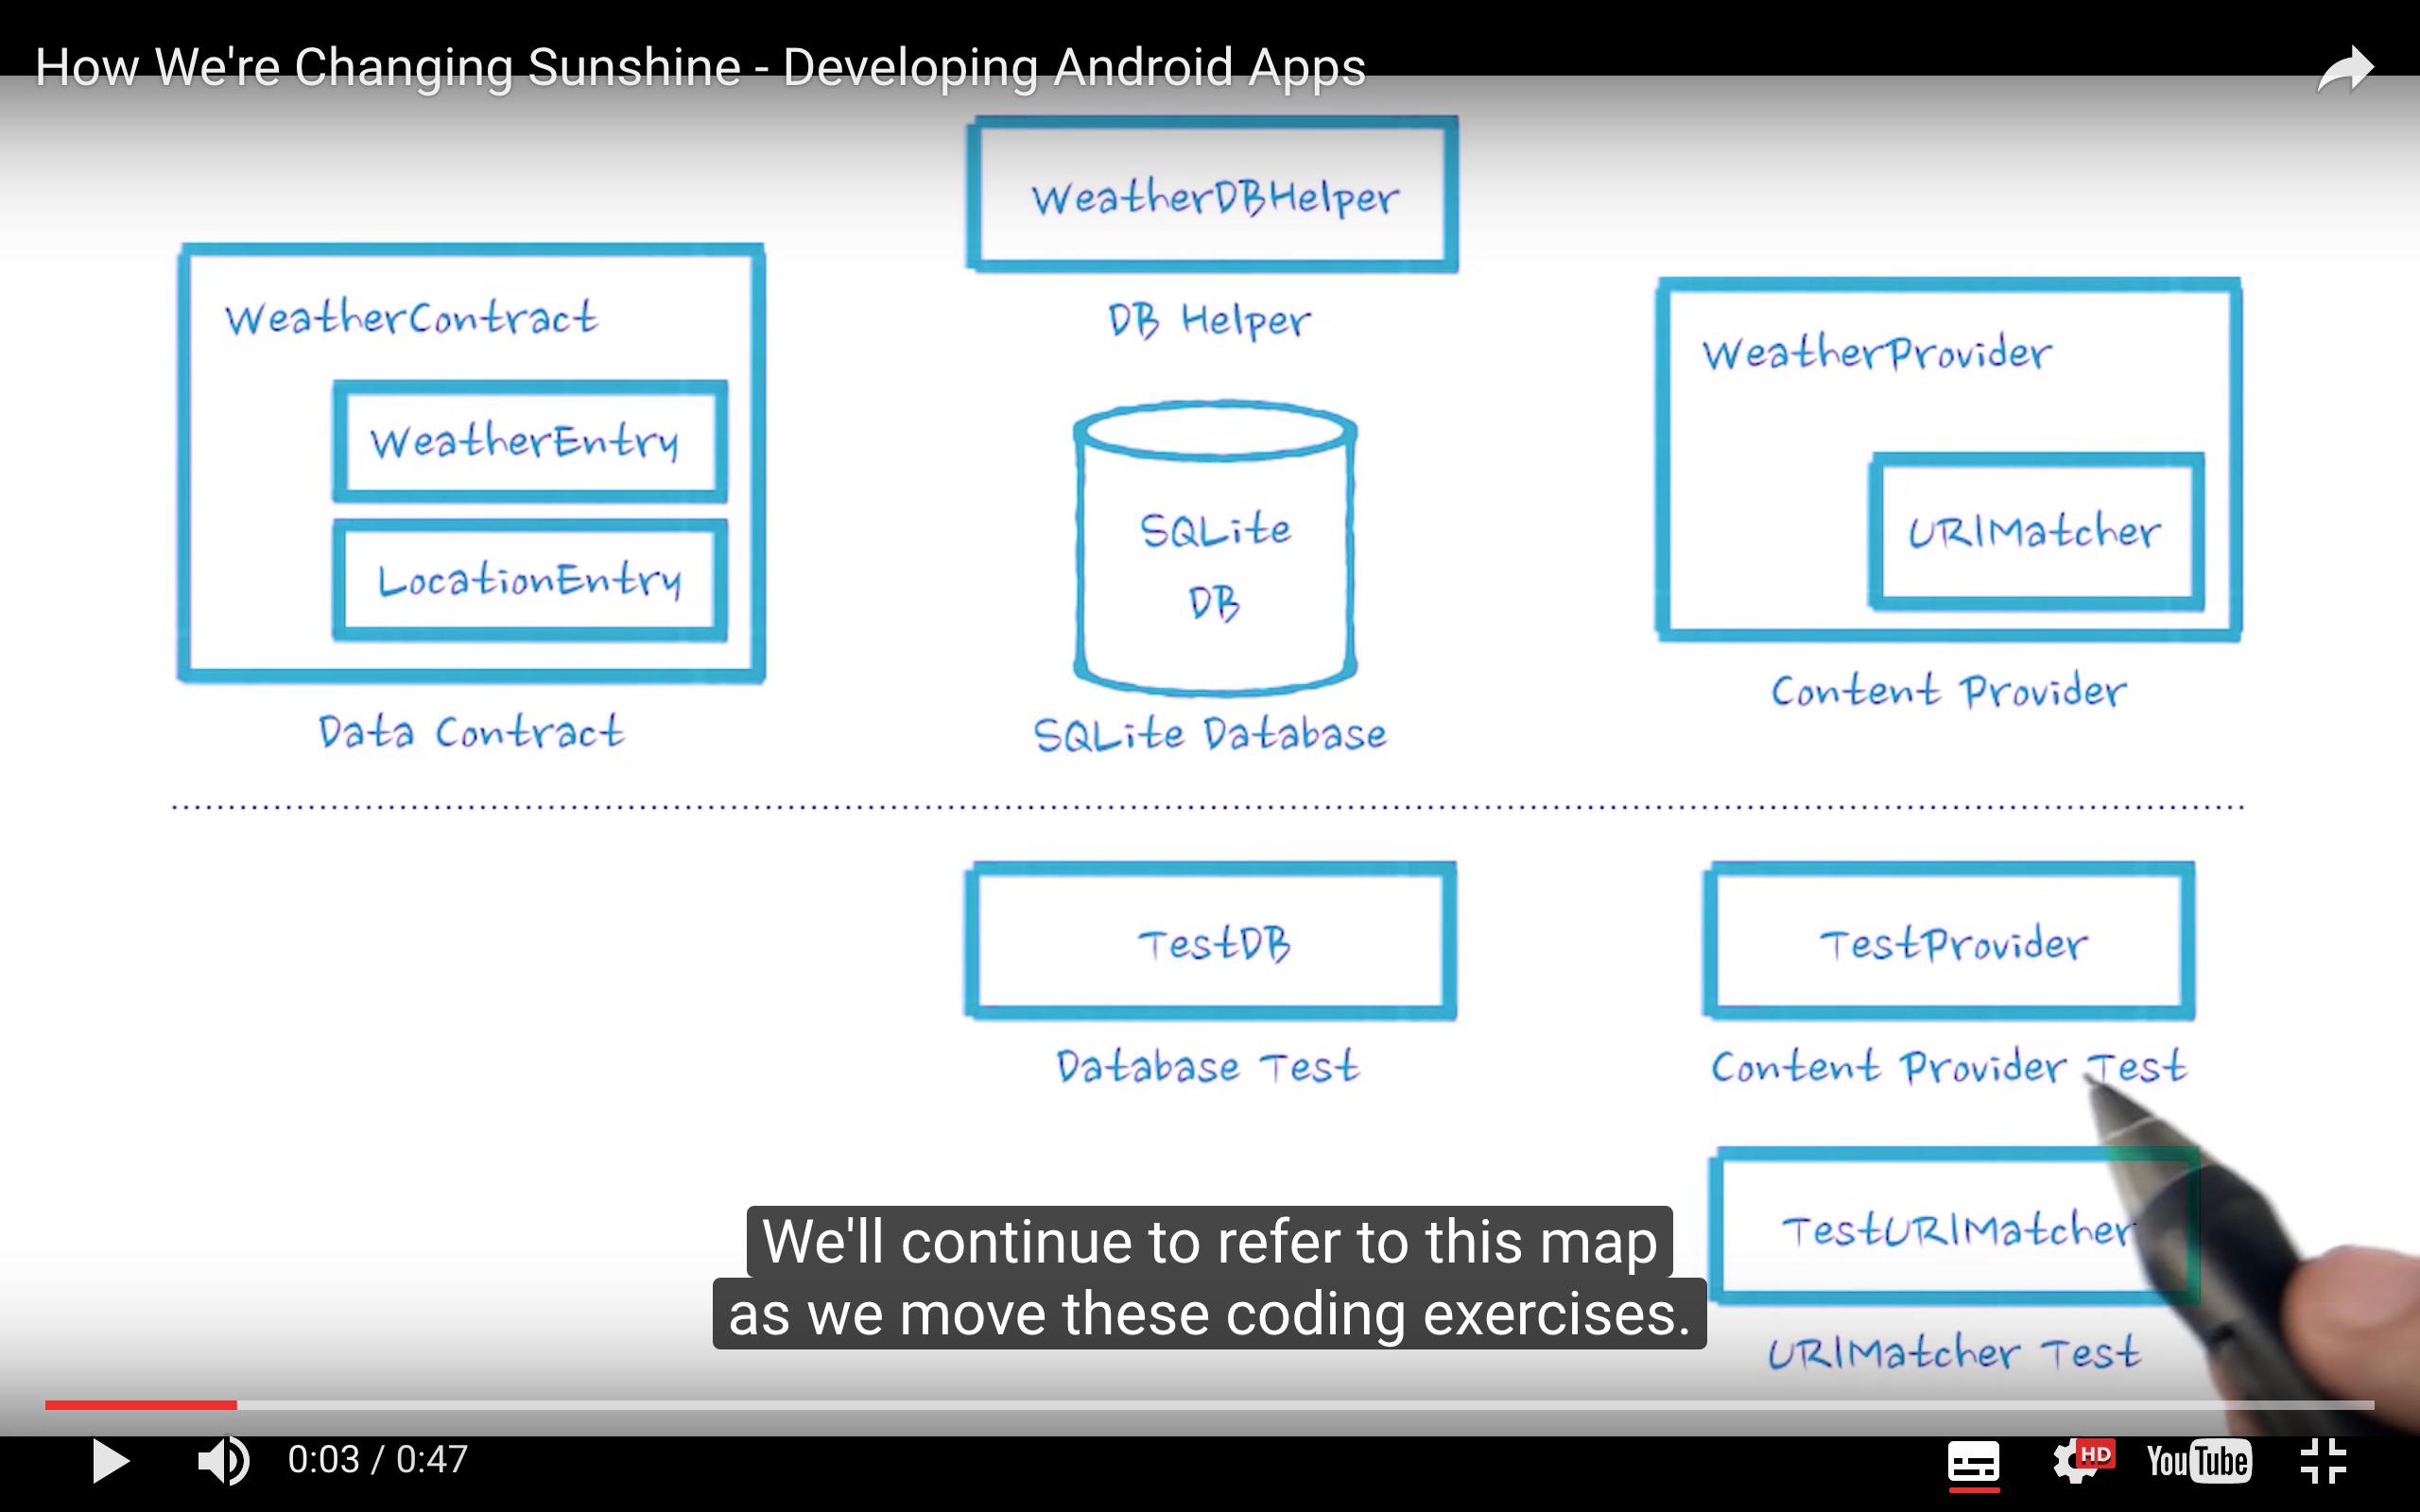 How We're Changing Sunshine - Developing Android Apps
WeatherDBHelper
DB Helper
WeatherContract
WeatherEntry
LocationEntry
Data Contract
SQLite
DB
SQLite Database
WeatherProvider
URIMatcher
Content Provider
TestDB
Database Test
TestProvider
Content Provider Test
TestURIMatcher
URIMatcher Test
We'll continue to refer to this map
as we move these coding exercises.
0:03 / 0:47
HD
YouTube